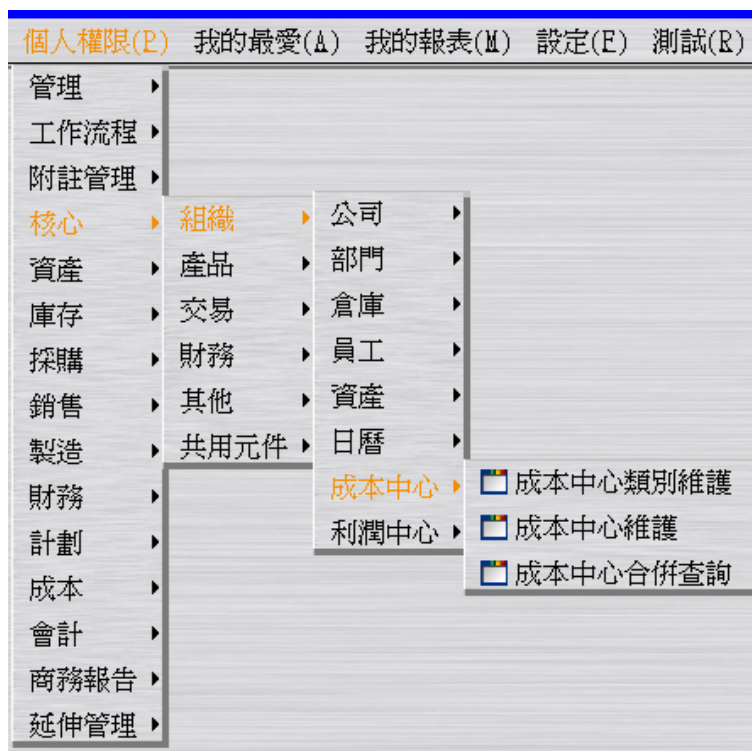 個人權限(P) 我的最愛(A) 我的報表(M) 設定(F) 測試(R)
管理
工作流程
附註管理
核心
資產
庫存
採購
銷售
製造
財務
計劃
成本
會計
商務報告
延伸管理
組織
產品
交易
財務
其他
共用元件
公司
部門
倉庫
員工
資產
日曆
成本中心
利潤中心
成本中心類別維護
成本中心維護
成本中心合併查詢